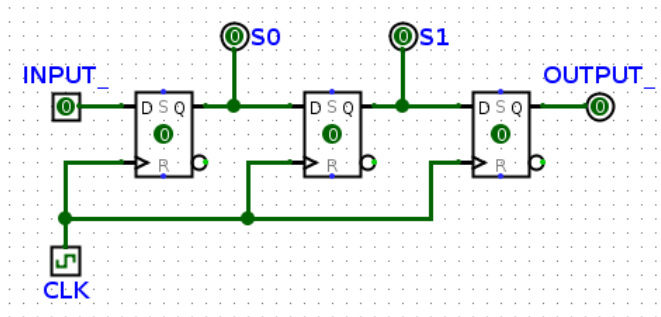 0 S0
0 S1
INPUT_
OUTPUT_
0
D S Q
0
R
D S Q
0
R
D S Q
0
R
0
CLK